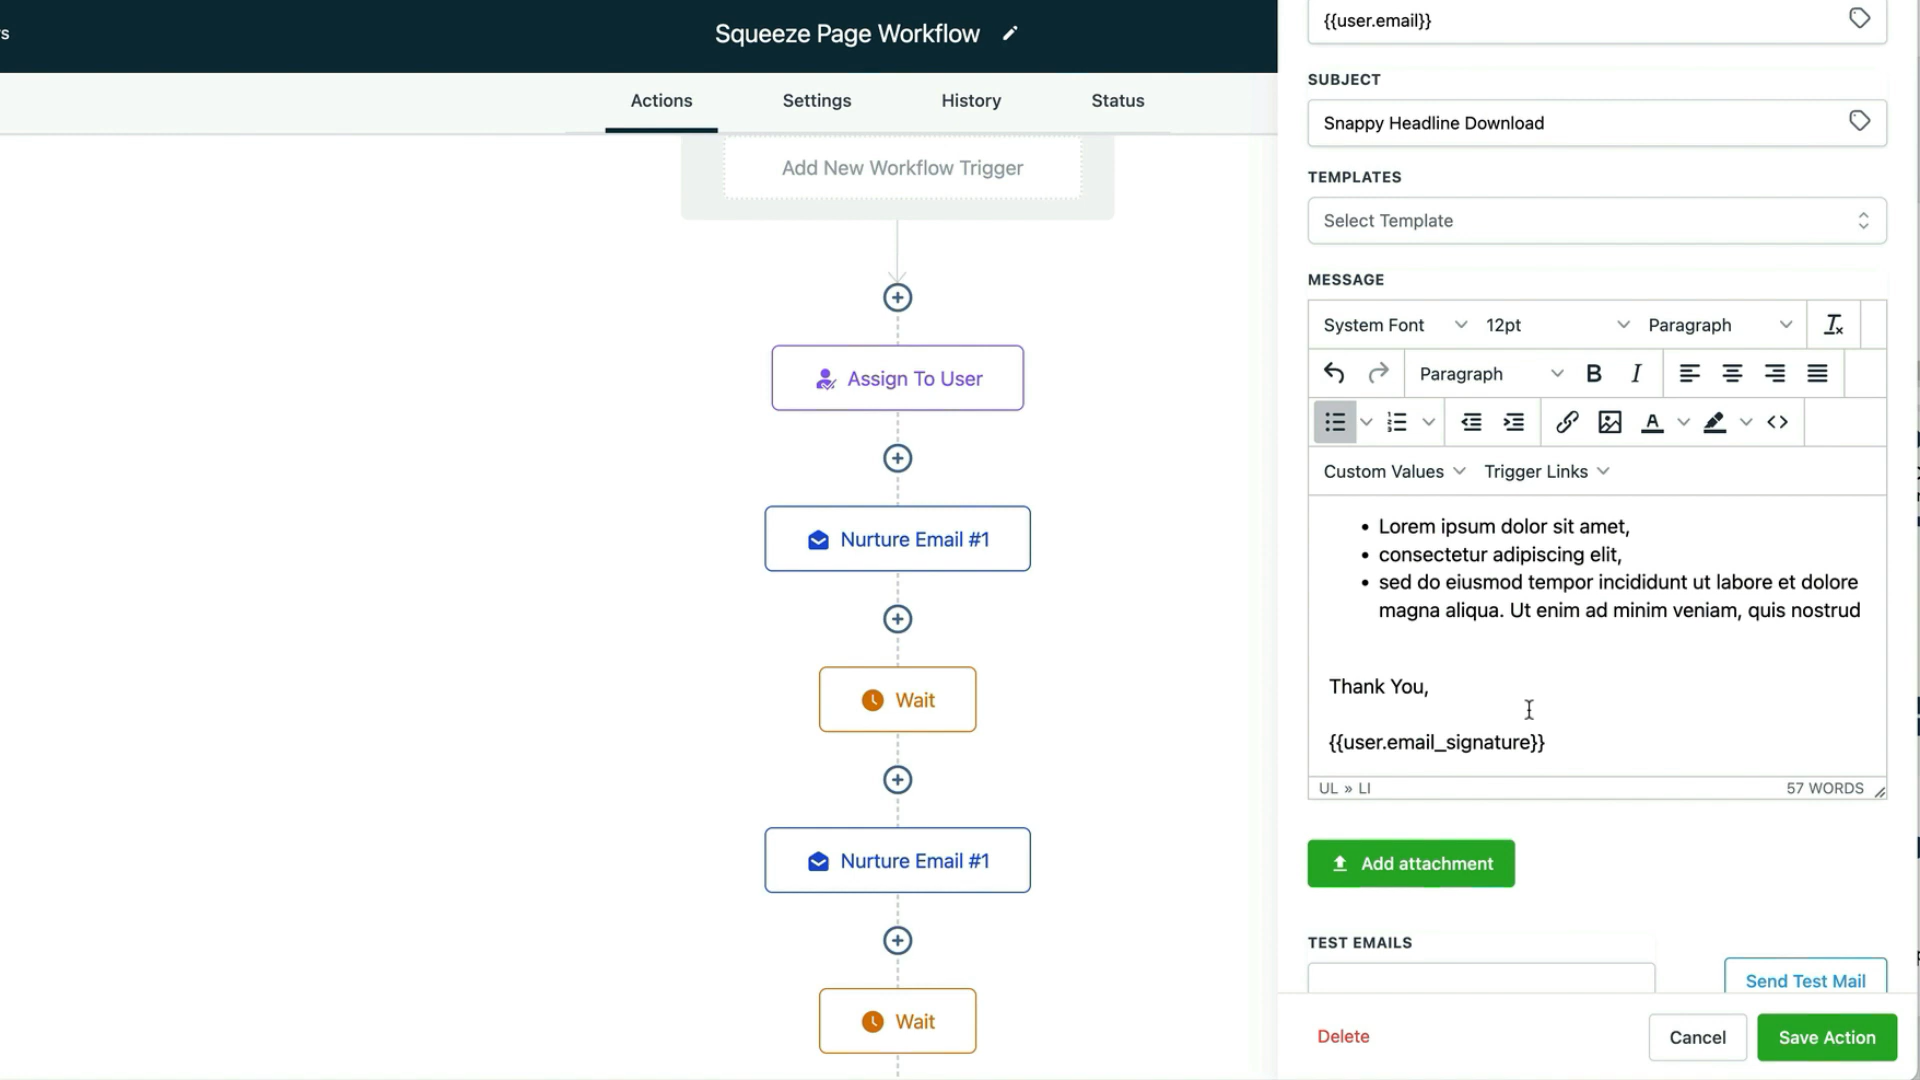 s
Squeeze Page Workflow
Actions
Settings
History
Status
Add New Workflow Trigger
Assign To User
Nurture Email #1
Wait
Nurture Email #1
Wait
{{user.email}}
SUBJECT
Snappy Headline Download
TEMPLATES
Select Template
MESSAGE
System Font
12pt
Paragraph
Paragraph
B
I
A
Custom Values
Trigger Links
• Lorem ipsum dolor sit amet,
• consectetur adipiscing elit,
• sed do eiusmod tempor incididunt ut labore et dolore
magna aliqua. Ut enim ad minim veniam, quis nostrud
Thank You,
{{user.email_signature}}
UL » LI
57 WORDS
Add attachment
TEST EMAILS
Send Test Mail
Delete
Cancel
Save Action